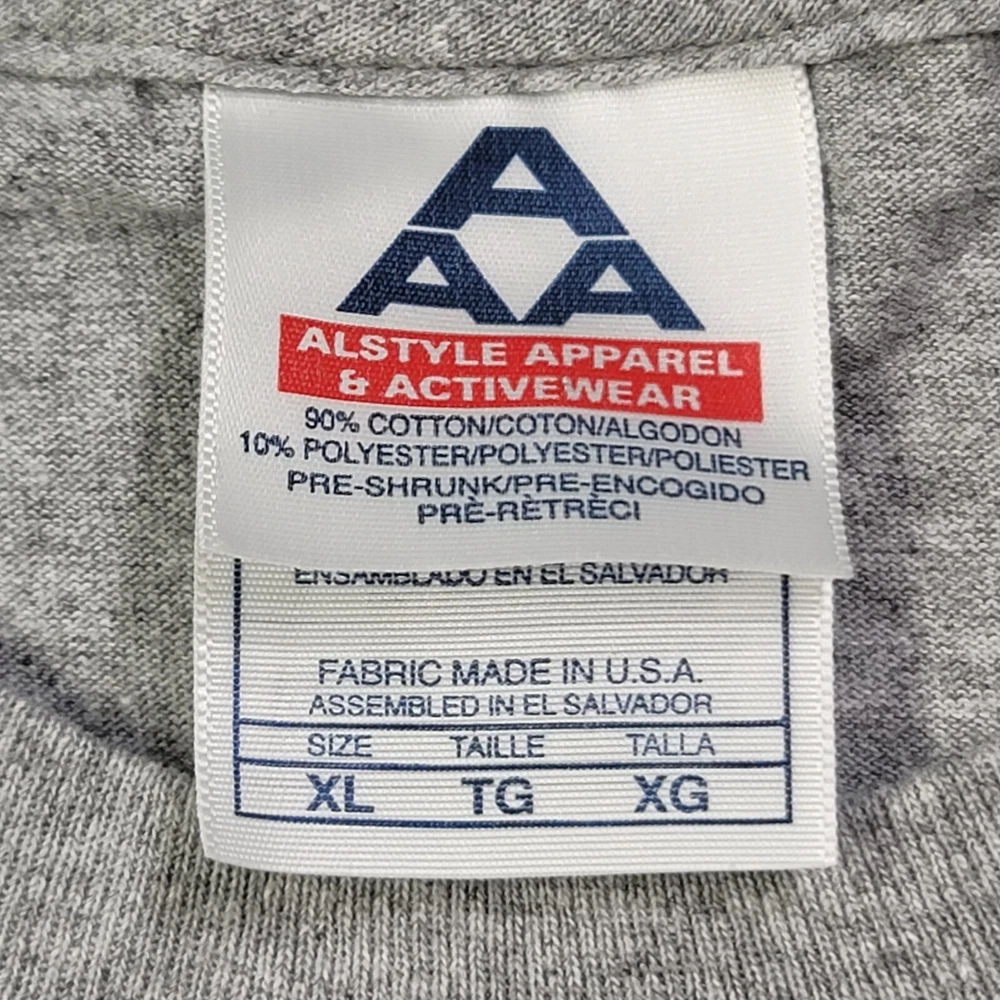 A
AA
ALSTYLE APPAREL
& ACTIVEWEAR
90% COTTON/COTON/ALGODON
10% POLYESTER/POLYESTER/POLIESTER
PRE-SHRUNK/PRE-ENCOGIDO
PRÈ-RÈTRÈCI
ENSAMBLADO EN EL SALVADOR
FABRIC MADE IN U.S.A.
ASSEMBLED IN EL SALVADOR
SIZE TAILLE TALLA
XL TG XG